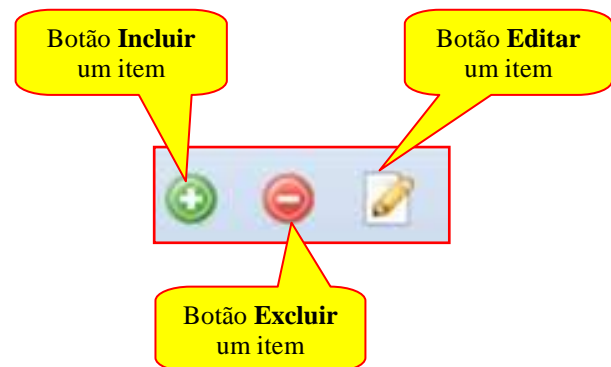 Botão Incluir
um item
Botão Editar
um item
Botão Excluir
um item